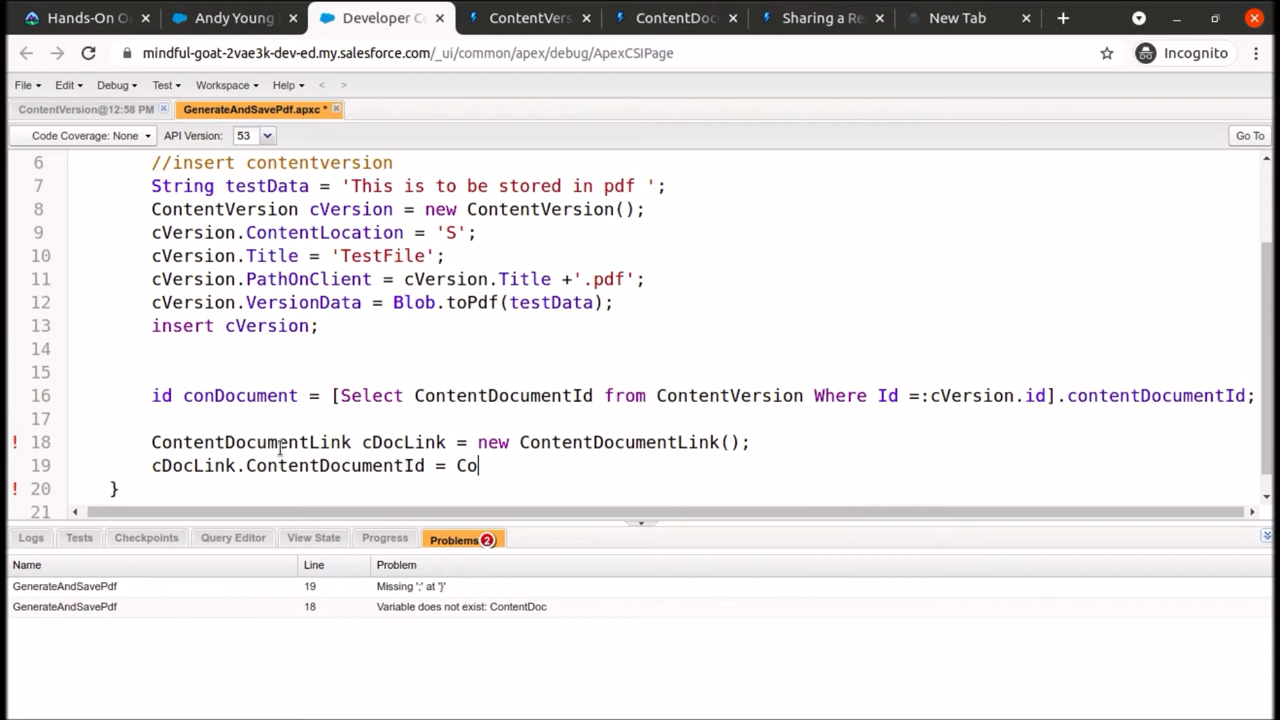 Hands-On O
Andy Young
Developer C
ContentVers
ContentDoc
Sharing a Re
New Tab
mindful-goat-2vae3k-dev-ed.my.salesforce.com/_ui/common/apex/debug/ApexCSIPage
Incognito
File Edit Debug Test Workspace Help < >
ContentVersion@12:58 PM
GenerateAndSavePdf.apxc *
Code Coverage: None API Version: 53 Go To
6 //insert contentversion
7 String testData = 'This is to be stored in pdf ';
8 ContentVersion cVersion = new ContentVersion();
9 cVersion.ContentLocation = 'S';
10 cVersion.Title = 'TestFile';
11 cVersion.PathOnClient = cVersion.Title +'.pdf';
12 cVersion.VersionData = Blob.toPdf(testData);
13 insert cVersion;
14
15
16 id conDocument = [Select ContentDocumentId from ContentVersion Where Id =:cVersion.id].contentDocumentId;
17
! 18 ContentDocumentLink cDocLink = new ContentDocumentLink();
19 cDocLink.ContentDocumentId = Co
! 20 }
21
Logs Tests Checkpoints Query Editor View State Progress Problems 2
Name Line Problem
GenerateAndSavePdf 19 Missing ';' at '}'
GenerateAndSavePdf 18 Variable does not exist: ContentDoc